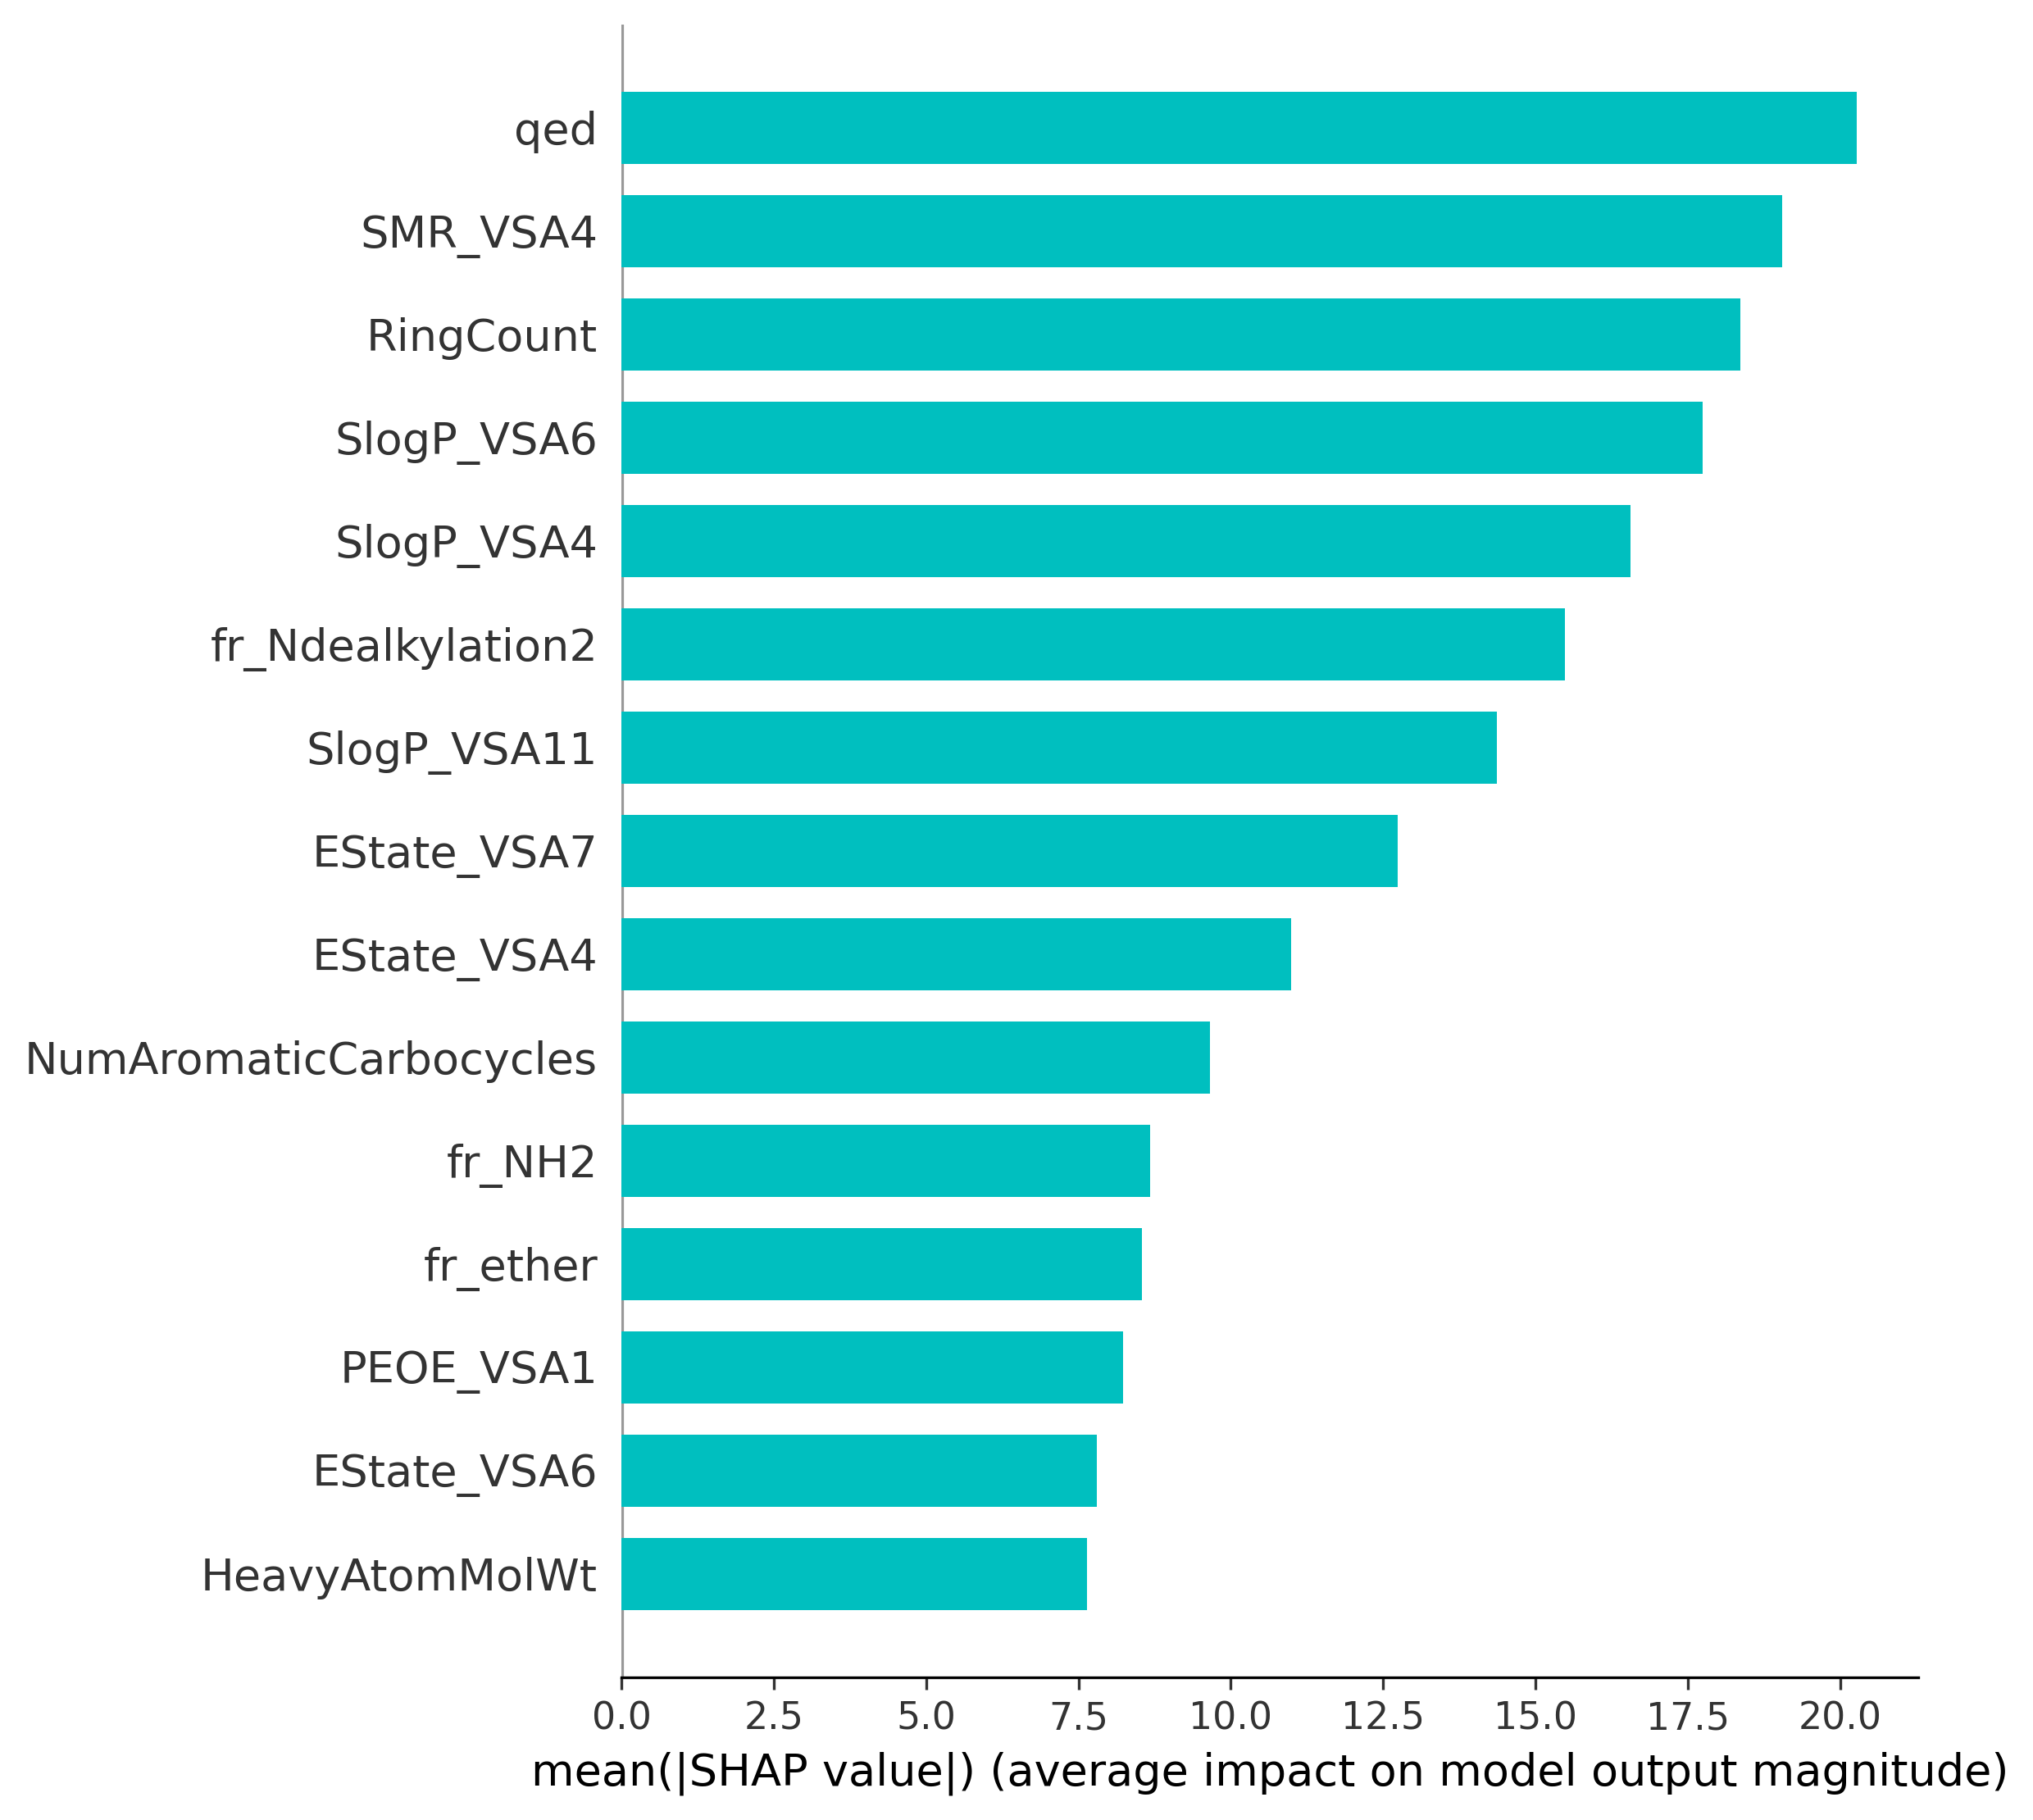 qed
SMR_VSA4
RingCount
SlogP_VSA6
SlogP_VSA4
fr_Ndealkylation2
SlogP_VSA11
EState_VSA7
EState_VSA4
NumAromaticCarbocycles
fr_NH2
fr_ether
PEOE_VSA1
EState_VSA6
HeavyAtomMolWt
0.0 2.5 5.0 7.5 10.0 12.5 15.0 17.5 20.0
mean(|SHAP value|) (average impact on model output magnitude)